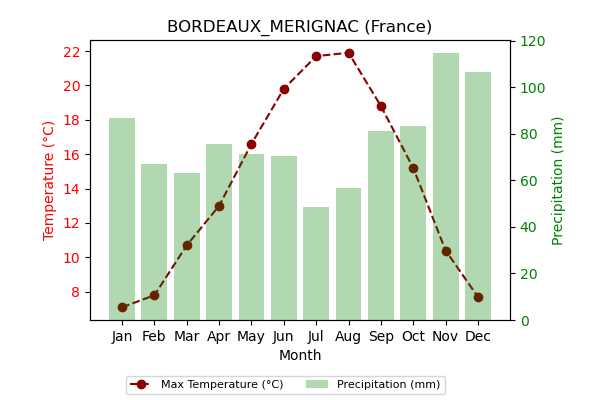 BORDEAUX_MERIGNAC (France)
22
20
18
16
14
12
10
8
Temperature (°C)
120
100
80
60
40
20
0
Precipitation (mm)
Jan Feb Mar Apr May Jun Jul Aug Sep Oct Nov Dec
Month
Max Temperature (°C) Precipitation (mm)